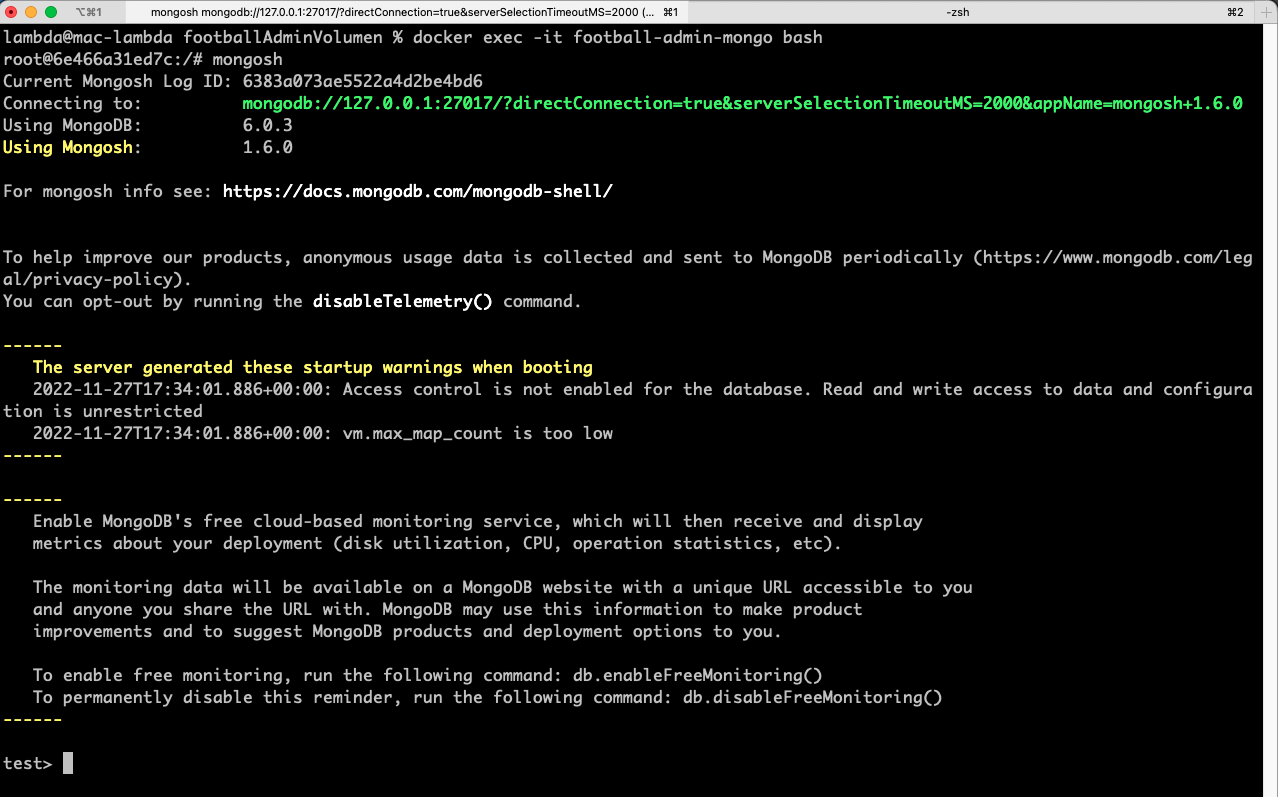 ⌥⌘1 mongosh mongodb://127.0.0.1:27017/?directConnection=true&serverSelectionTimeoutMS=2000 (... ⌘1 -zsh ⌘2
lambda@mac-lambda footballAdminVolumen % docker exec -it football-admin-mongo bash
root@6e466a31ed7c:/# mongosh
Current Mongosh Log ID: 6383a073ae5522a4d2be4bd6
Connecting to: mongodb://127.0.0.1:27017/?directConnection=true&serverSelectionTimeoutMS=2000&appName=mongosh+1.6.0
Using MongoDB: 6.0.3
Using Mongosh: 1.6.0
For mongosh info see: https://docs.mongodb.com/mongodb-shell/
To help improve our products, anonymous usage data is collected and sent to MongoDB periodically (https://www.mongodb.com/leg
al/privacy-policy).
You can opt-out by running the disableTelemetry() command.
------
The server generated these startup warnings when booting
2022-11-27T17:34:01.886+00:00: Access control is not enabled for the database. Read and write access to data and configura
tion is unrestricted
2022-11-27T17:34:01.886+00:00: vm.max_map_count is too low
------
------
Enable MongoDB's free cloud-based monitoring service, which will then receive and display
metrics about your deployment (disk utilization, CPU, operation statistics, etc).
The monitoring data will be available on a MongoDB website with a unique URL accessible to you
and anyone you share the URL with. MongoDB may use this information to make product
improvements and to suggest MongoDB products and deployment options to you.
To enable free monitoring, run the following command: db.enableFreeMonitoring()
To permanently disable this reminder, run the following command: db.disableFreeMonitoring()
------
test>